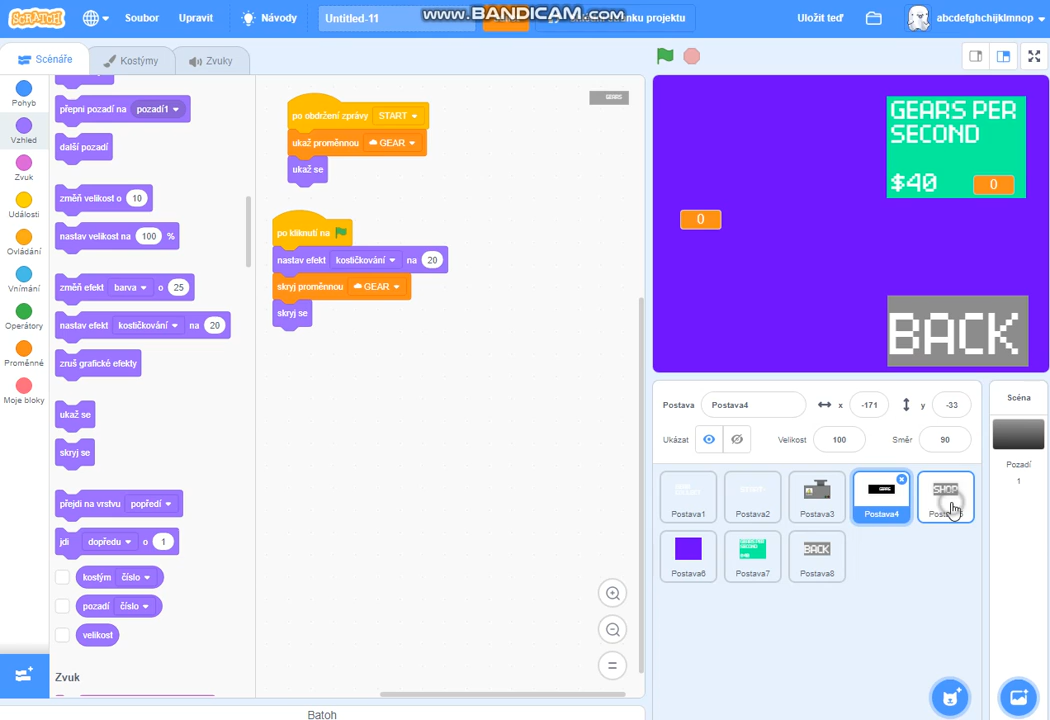 SCRATCH
Soubor
Upravit
Návody
Untitled-11
www.BANDICAM.com
nku projektu
Uložit teď
abcdefghchijklmnop
Scénáře
Kostýmy
Zvuky
Pohyb
Vzhled
Zvuk
Události
Ovládání
Vnímání
Operátory
Proměnné
Moje bloky
přepni pozadí na pozadí1
další pozadí
změň velikost o 10
nastav velikost na 100 %
změň efekt barva o 25
nastav efekt kostičkování na 20
zruš grafické efekty
ukaž se
skryj se
přejdi na vrstvu popředí
jdi dopředu o 1
kostým číslo
pozadí číslo
velikost
Zvuk
po obdržení zprávy START
ukaž proměnnou GEAR
ukaž se
po kliknutí na
nastav efekt kostičkování na 20
skryj proměnnou GEAR
skryj se
GEARS
Batoh
GEARS PER
SECOND
$40 0
0
BACK
Postava Postava4 x -171 y -33
Ukázat Velikost 100 Směr 90
Scéna
Pozadí
1
GEARS
SHOP
Postava1 Postava2 Postava3 Postava4
GEARS PER
SECOND
$40
BACK
Postava6 Postava7 Postava8